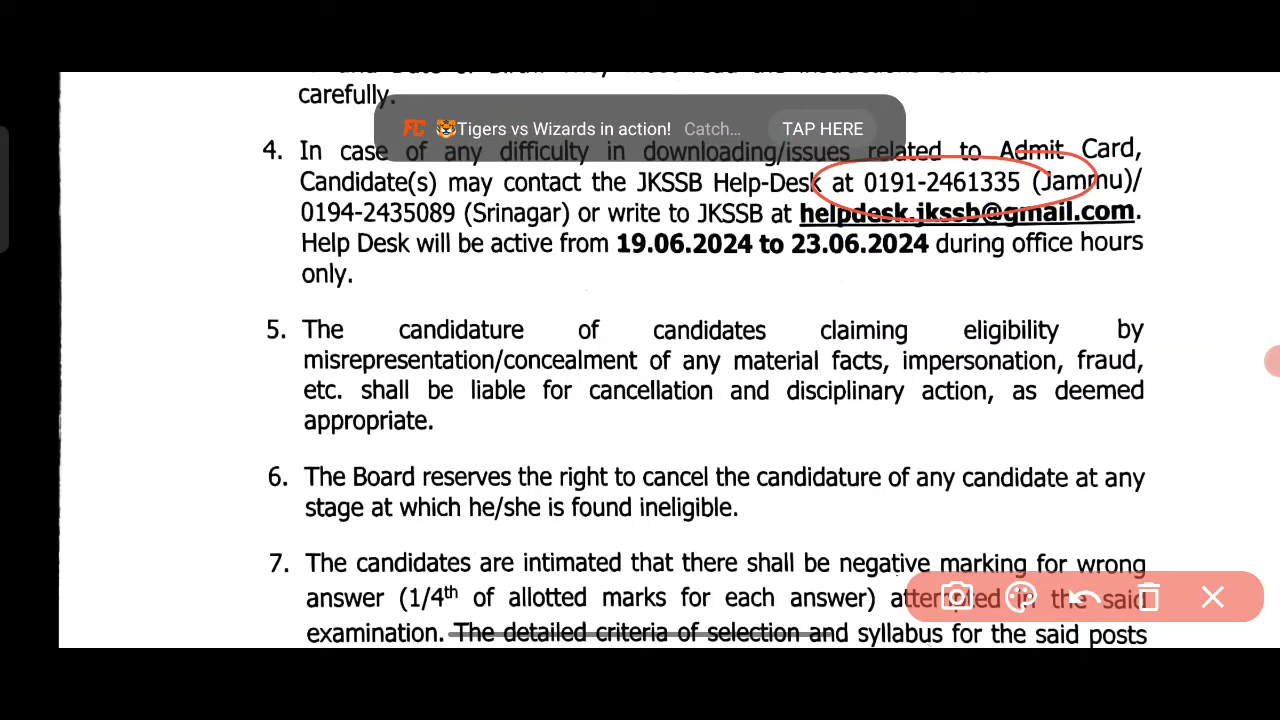 carefully.
FC 🐯Tigers vs Wizards in action! Catch... TAP HERE
4. In case of any difficulty in downloading/issues related to Admit Card,
Candidate(s) may contact the JKSSB Help-Desk at 0191-2461335 (Jammu)/
0194-2435089 (Srinagar) or write to JKSSB at helpdesk.jkssb@gmail.com.
Help Desk will be active from 19.06.2024 to 23.06.2024 during office hours
only.
5. The candidature of candidates claiming eligibility by
misrepresentation/concealment of any material facts, impersonation, fraud,
etc. shall be liable for cancellation and disciplinary action, as deemed
appropriate.
6. The Board reserves the right to cancel the candidature of any candidate at any
stage at which he/she is found ineligible.
7. The candidates are intimated that there shall be negative marking for wrong
answer (1/4th of allotted marks for each answer) attempted in the said
examination. The detailed criteria of selection and syllabus for the said posts